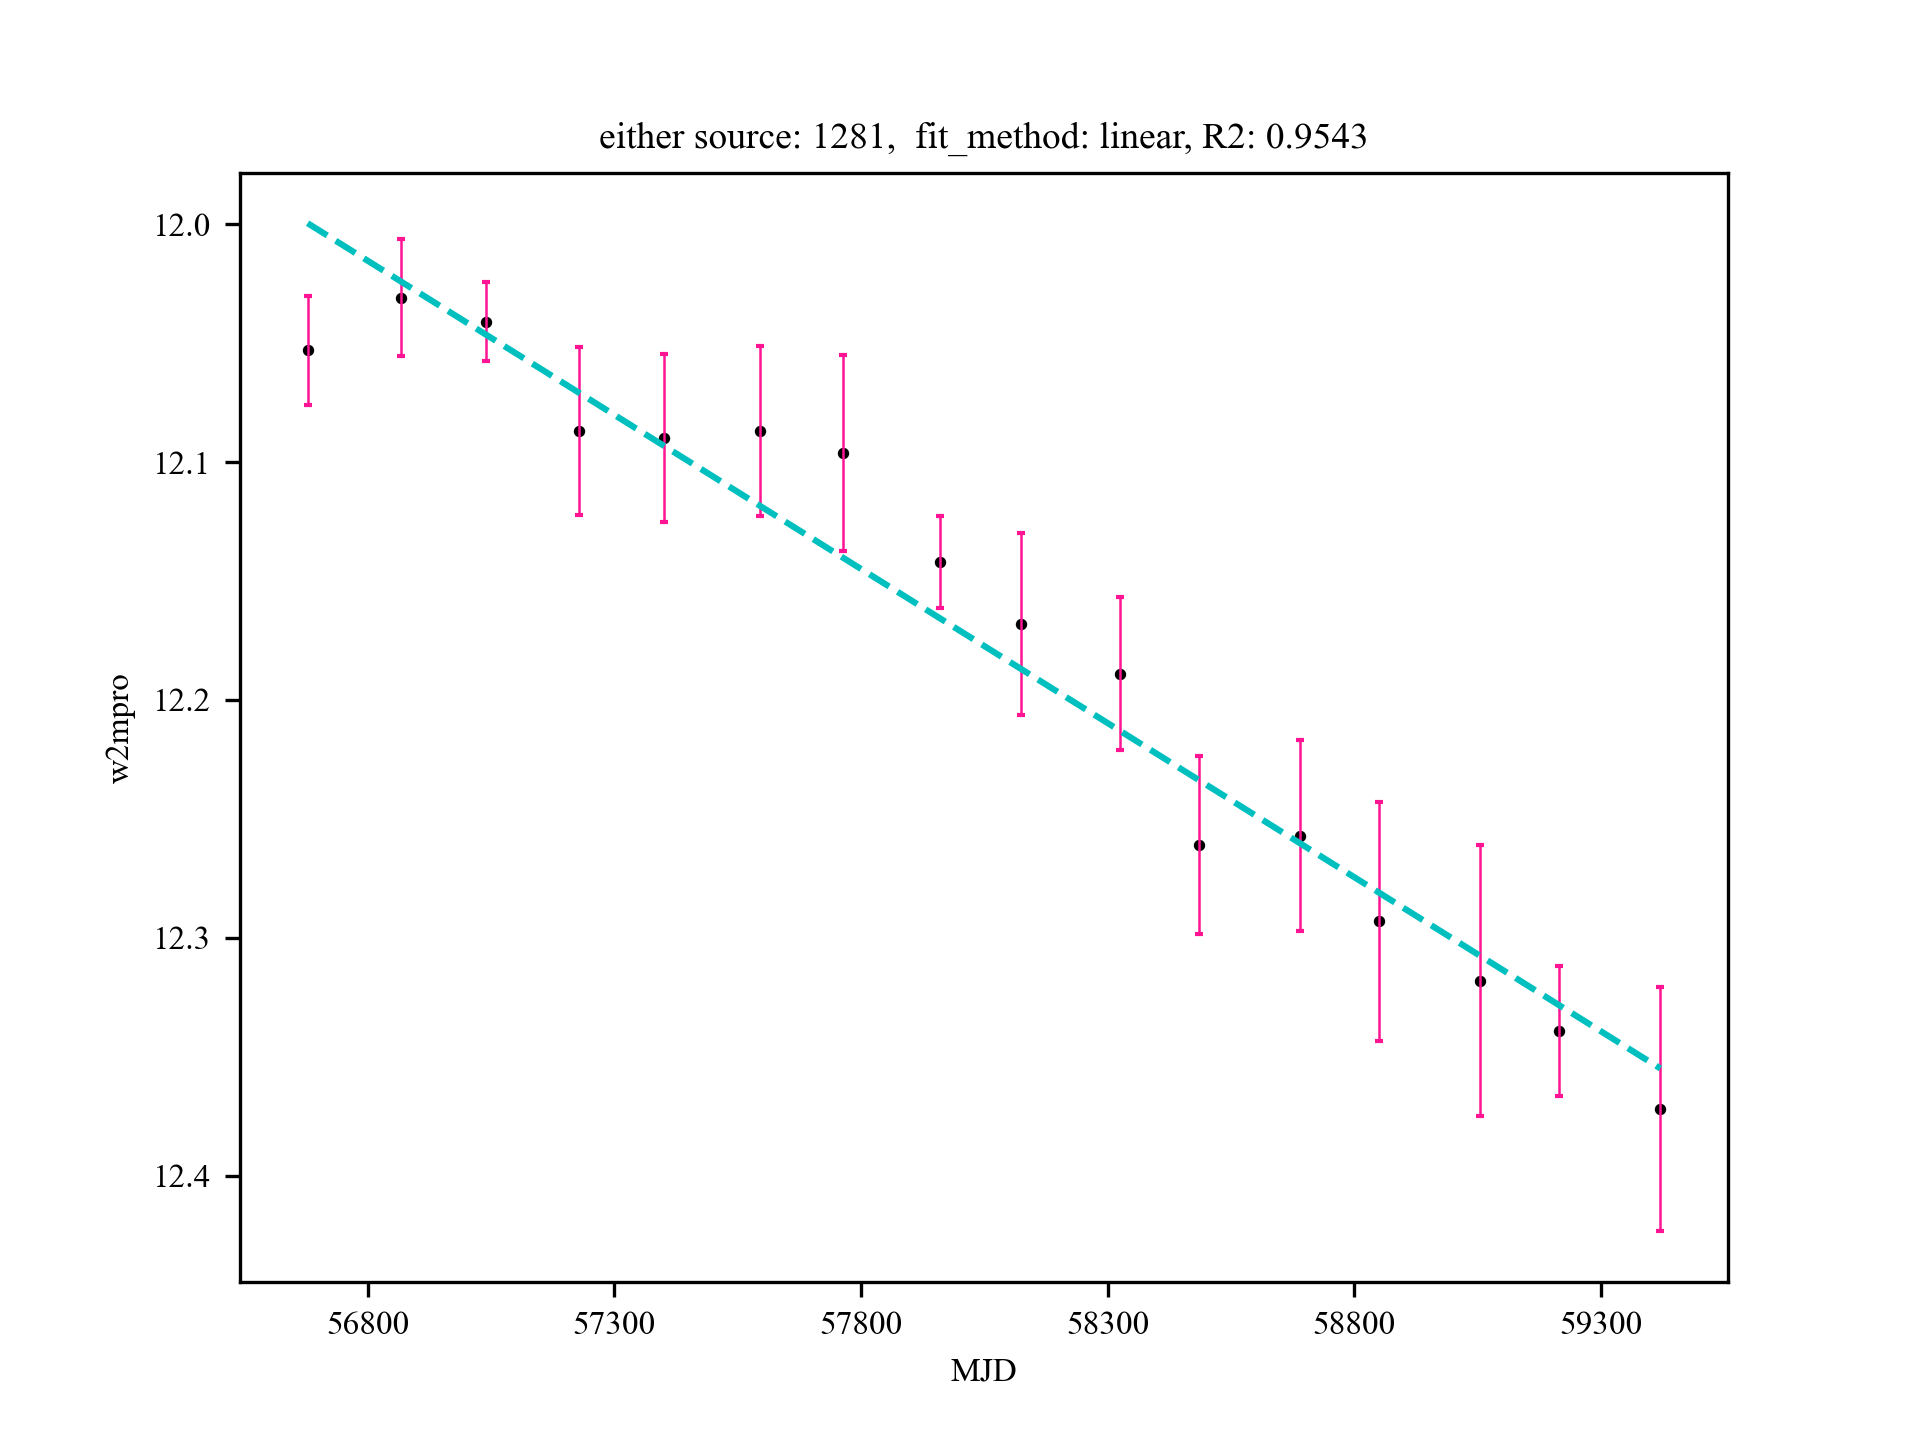 either source: 1281,  fit_method: linear, R2: 0.9543
12.0
12.1
12.2
12.3
12.4
w2mpro
56800 57300 57800 58300 58800 59300
MJD